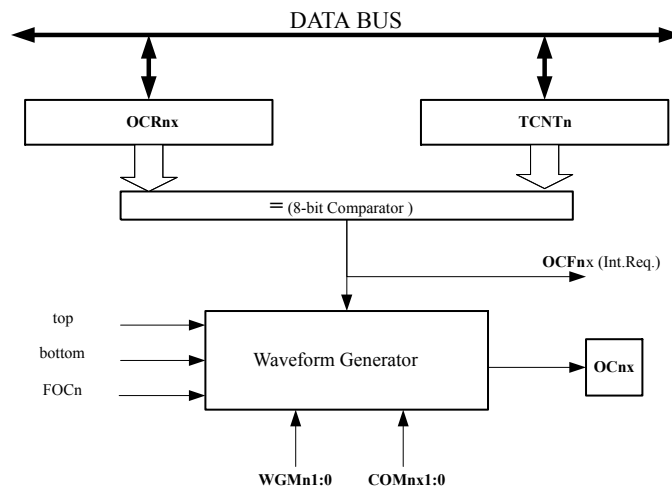 DATA BUS
OCRnx
TCNTn
= (8-bit Comparator )
OCFnx (Int.Req.)
top
bottom
FOCn
Waveform Generator
OCnx
WGMn1:0
COMnx1:0